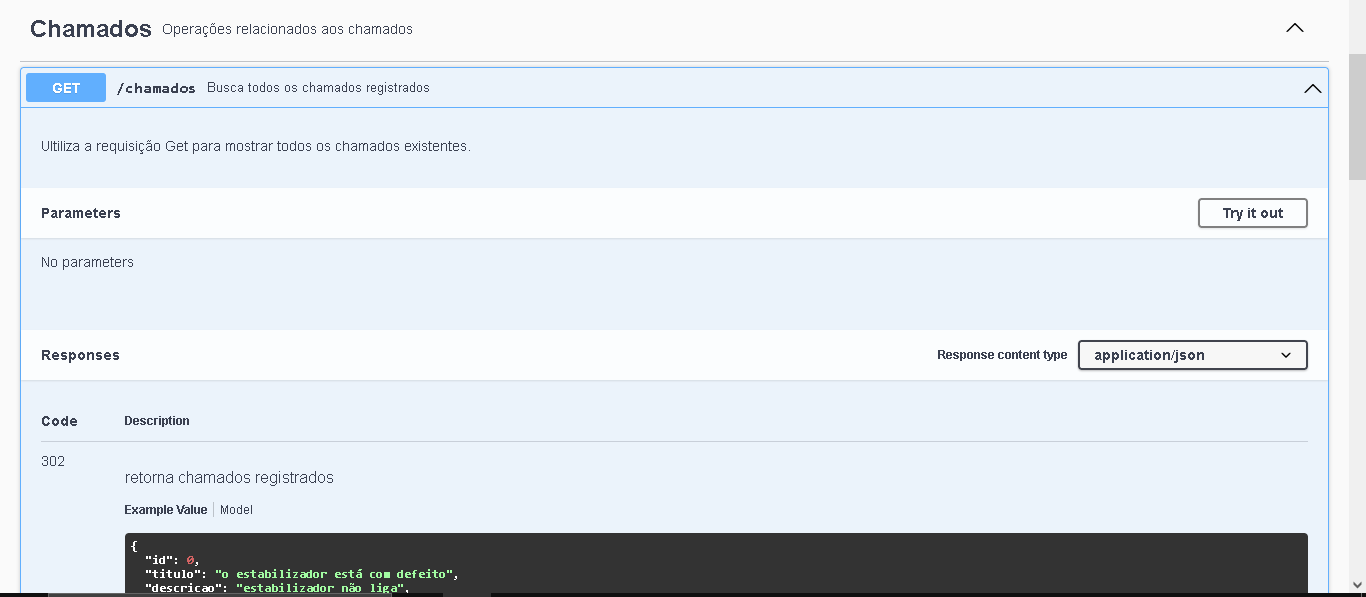 Chamados Operações relacionados aos chamados
GET /chamados Busca todos os chamados registrados
Ultiliza a requisição Get para mostrar todos os chamados existentes.
Parameters Try it out
No parameters
Responses Response content type application/json
Code Description
302
retorna chamados registrados
Example Value Model
{
"id": 0,
"titulo": "o estabilizador está com defeito",
"descricao": "estabilizador não liga",